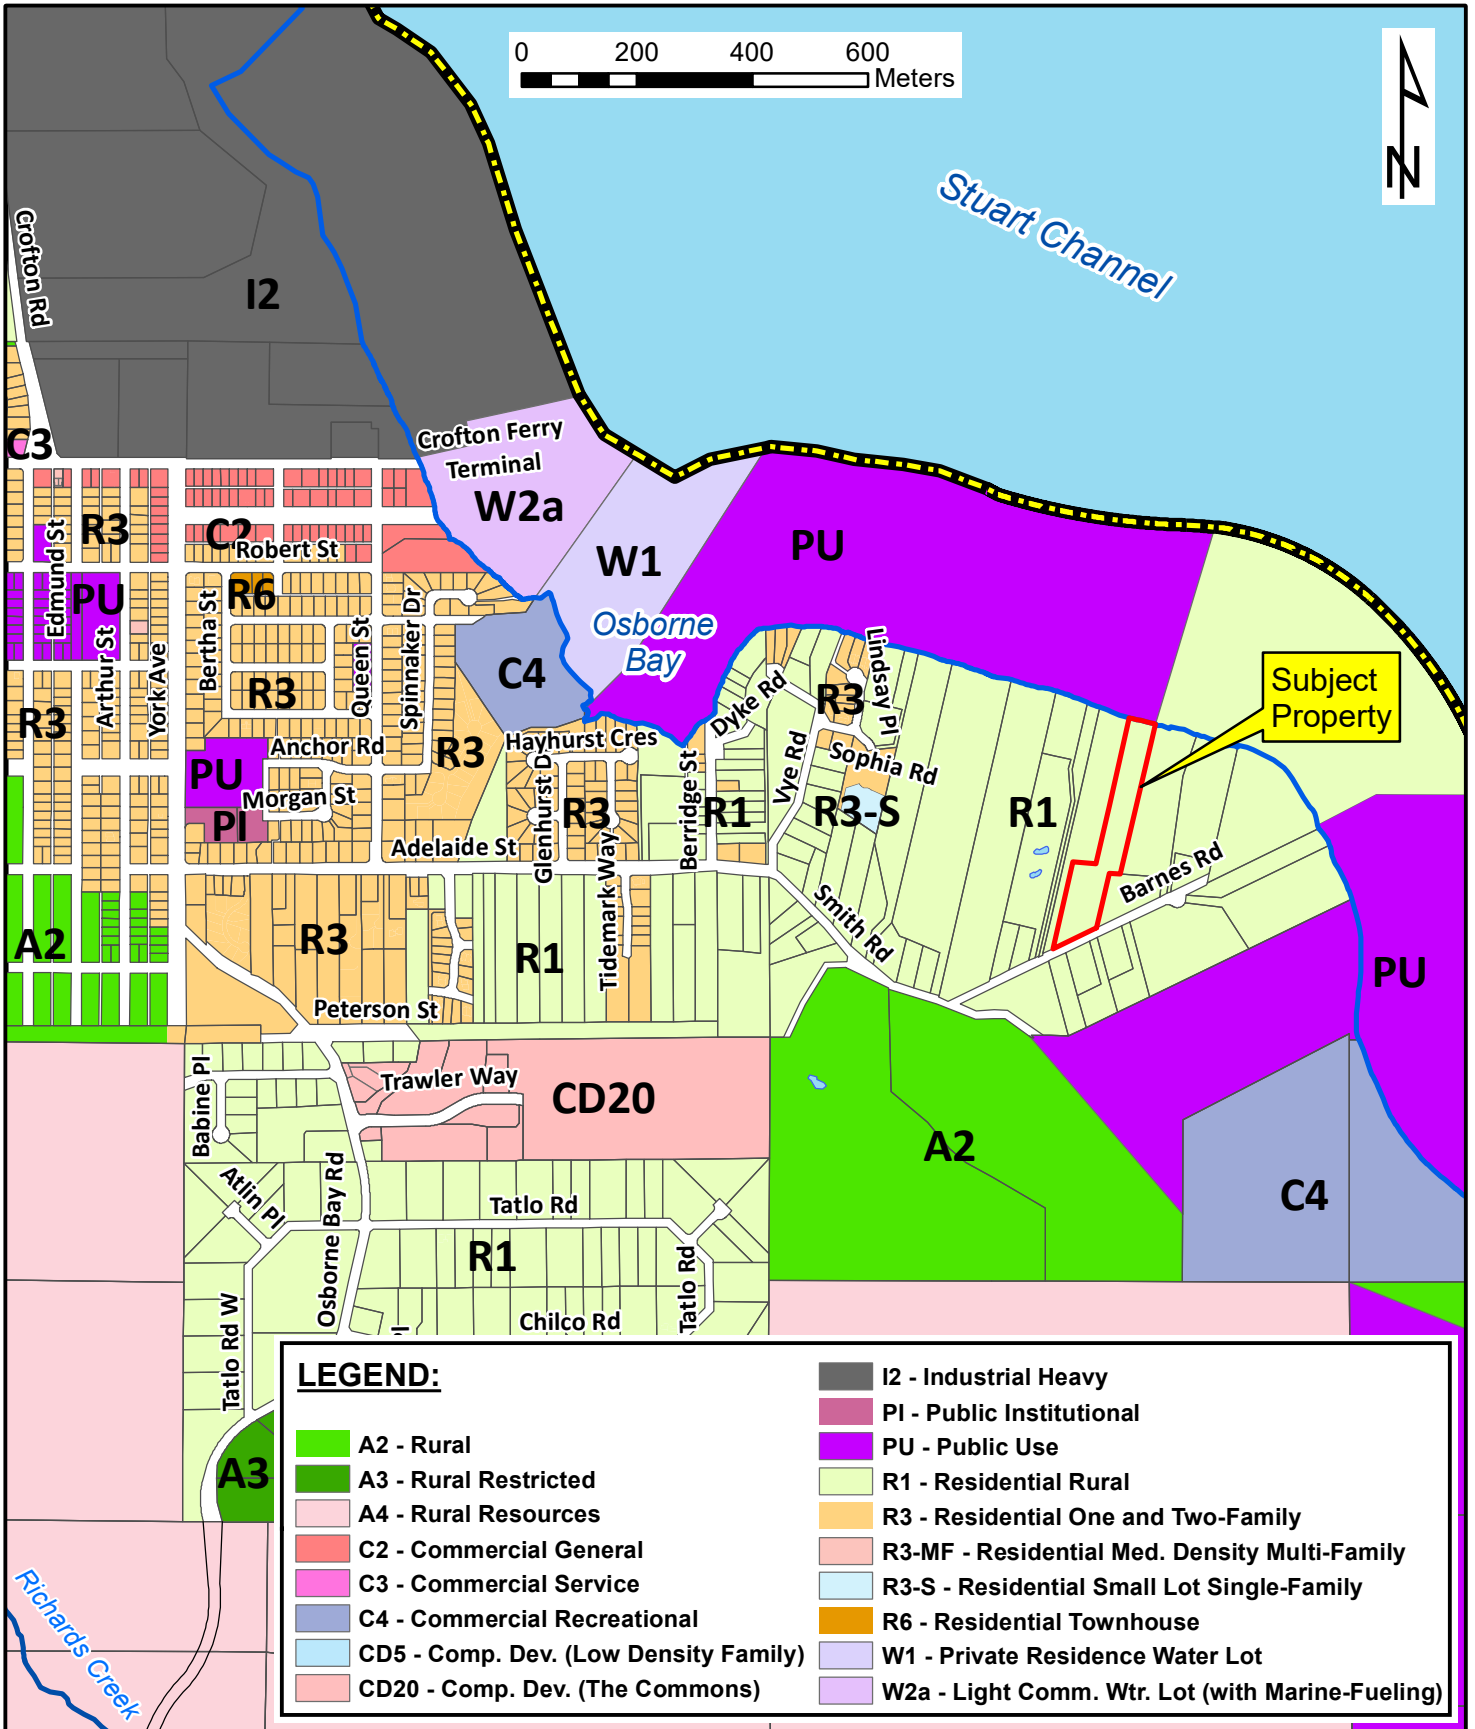 0 200 400 600
Meters
N
Stuart Channel
Crofton Rd
I2
C3
Crofton Ferry
Terminal
W2a
W1
PU
Osborne
Bay
R3
C2
Robert St
Edmund St
PU
R6
Bertha St
Arthur St
York Ave
Queen St
Spinnaker Dr
C4
R3
R3
Anchor Rd
PU
Morgan St
PI
R3
Hayhurst Cres
Glenhurst Dr
R3
Adelaide St
Tidemark Way
Berridge St
R1
Dyke Rd
Vye Rd
Lindsay Pl
R3
Sophia Rd
R3-S
R1
Subject
Property
Barnes Rd
Smith Rd
A2
R3
R1
Peterson St
PU
Babine Pl
Trawler Way
CD20
A2
C4
Atlin Pl
Osborne Bay Rd
Tatlo Rd
R1
Tatlo Rd
Chilco Rd
Pl
Tatlo Rd W
A3
Richards Creek
LEGEND:
A2 - Rural
A3 - Rural Restricted
A4 - Rural Resources
C2 - Commercial General
C3 - Commercial Service
C4 - Commercial Recreational
CD5 - Comp. Dev. (Low Density Family)
CD20 - Comp. Dev. (The Commons)
I2 - Industrial Heavy
PI - Public Institutional
PU - Public Use
R1 - Residential Rural
R3 - Residential One and Two-Family
R3-MF - Residential Med. Density Multi-Family
R3-S - Residential Small Lot Single-Family
R6 - Residential Townhouse
W1 - Private Residence Water Lot
W2a - Light Comm. Wtr. Lot (with Marine-Fueling)